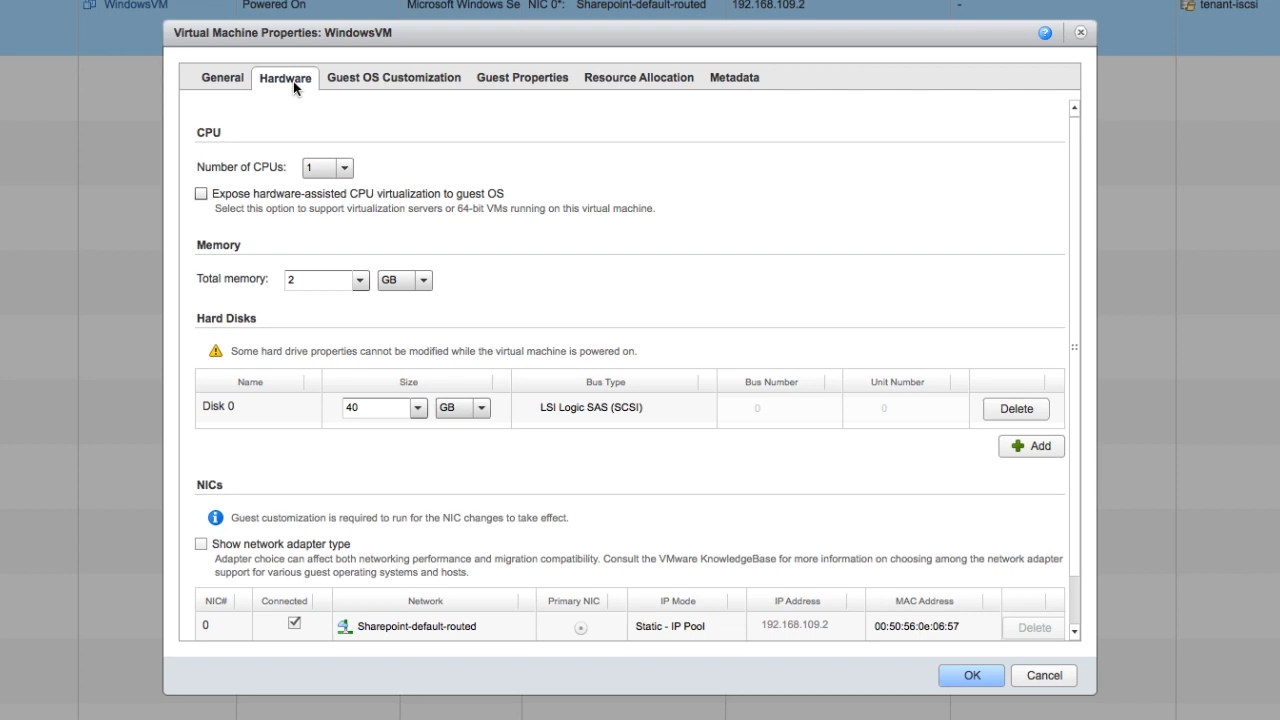 WindowsVM Powered On Microsoft Windows Se NIC 0*: Sharepoint-default-routed 192.168.109.2 - tenant-iscsi
Virtual Machine Properties: WindowsVM
General Hardware Guest OS Customization Guest Properties Resource Allocation Metadata
CPU
Number of CPUs: 1
Expose hardware-assisted CPU virtualization to guest OS
Select this option to support virtualization servers or 64-bit VMs running on this virtual machine.
Memory
Total memory: 2 GB
Hard Disks
Some hard drive properties cannot be modified while the virtual machine is powered on.
Name Size Bus Type Bus Number Unit Number
Disk 0 40 GB LSI Logic SAS (SCSI) 0 0 Delete
Add
NICs
Guest customization is required to run for the NIC changes to take effect.
Show network adapter type
Adapter choice can affect both networking performance and migration compatibility. Consult the VMware KnowledgeBase for more information on choosing among the network adapter
support for various guest operating systems and hosts.
NIC# Connected Network Primary NIC IP Mode IP Address MAC Address
0 Sharepoint-default-routed Static - IP Pool 192.168.109.2 00:50:56:0e:06:57 Delete
OK Cancel